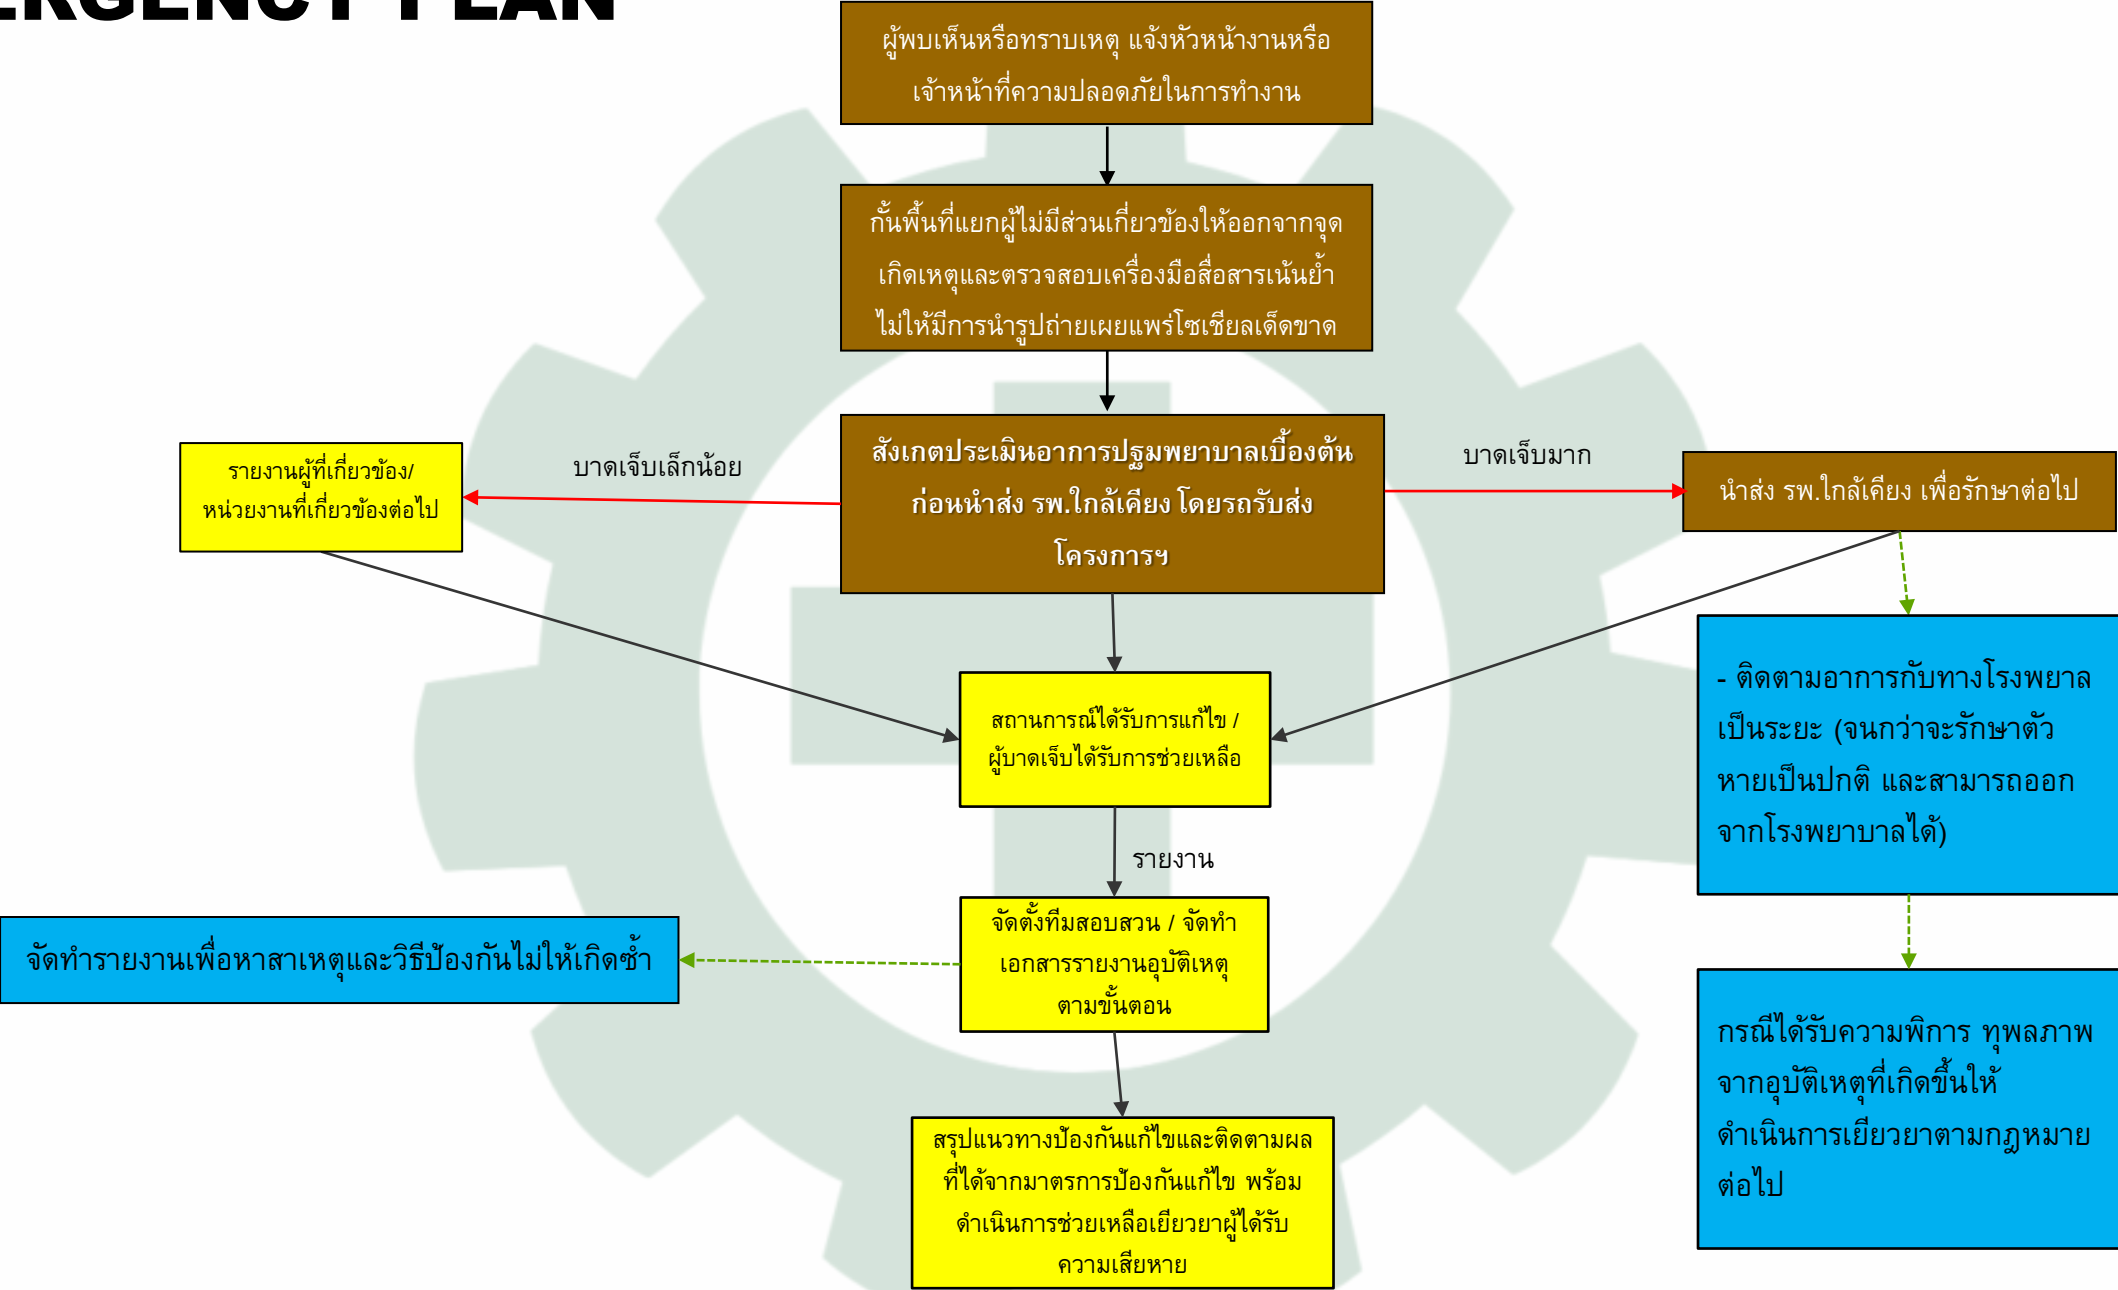 ERGENCY PLAN
ผู้พบเห็นหรือทราบเหตุ แจ้งหัวหน้างานหรือ
เจ้าหน้าที่ความปลอดภัยในการทำงาน
กั้นพื้นที่แยกผู้ไม่มีส่วนเกี่ยวข้องให้ออกจากจุด
เกิดเหตุและตรวจสอบเครื่องมือสื่อสารเน้นย้ำ
ไม่ให้มีการนำรูปถ่ายเผยแพร่โซเชียลเด็ดขาด
สังเกตประเมินอาการปฐมพยาบาลเบื้องต้น
ก่อนนำส่ง รพ.ใกล้เคียง โดยรถรับส่ง
โครงการฯ
บาดเจ็บเล็กน้อย
บาดเจ็บมาก
รายงานผู้ที่เกี่ยวข้อง/
หน่วยงานที่เกี่ยวข้องต่อไป
นำส่ง รพ.ใกล้เคียง เพื่อรักษาต่อไป
สถานการณ์ได้รับการแก้ไข /
ผู้บาดเจ็บได้รับการช่วยเหลือ
- ติดตามอาการกับทางโรงพยาล
เป็นระยะ (จนกว่าจะรักษาตัว
หายเป็นปกติ และสามารถออก
จากโรงพยาบาลได้)
รายงาน
จัดตั้งทีมสอบสวน / จัดทำ
เอกสารรายงานอุบัติเหตุ
ตามขั้นตอน
จัดทำรายงานเพื่อหาสาเหตุและวิธีป้องกันไม่ให้เกิดซ้ำ
กรณีได้รับความพิการ ทุพลภาพ
จากอุบัติเหตุที่เกิดขึ้นให้
ดำเนินการเยียวยาตามกฎหมาย
ต่อไป
สรุปแนวทางป้องกันแก้ไขและติดตามผล
ที่ได้จากมาตรการป้องกันแก้ไข พร้อม
ดำเนินการช่วยเหลือเยียวยาผู้ได้รับ
ความเสียหาย